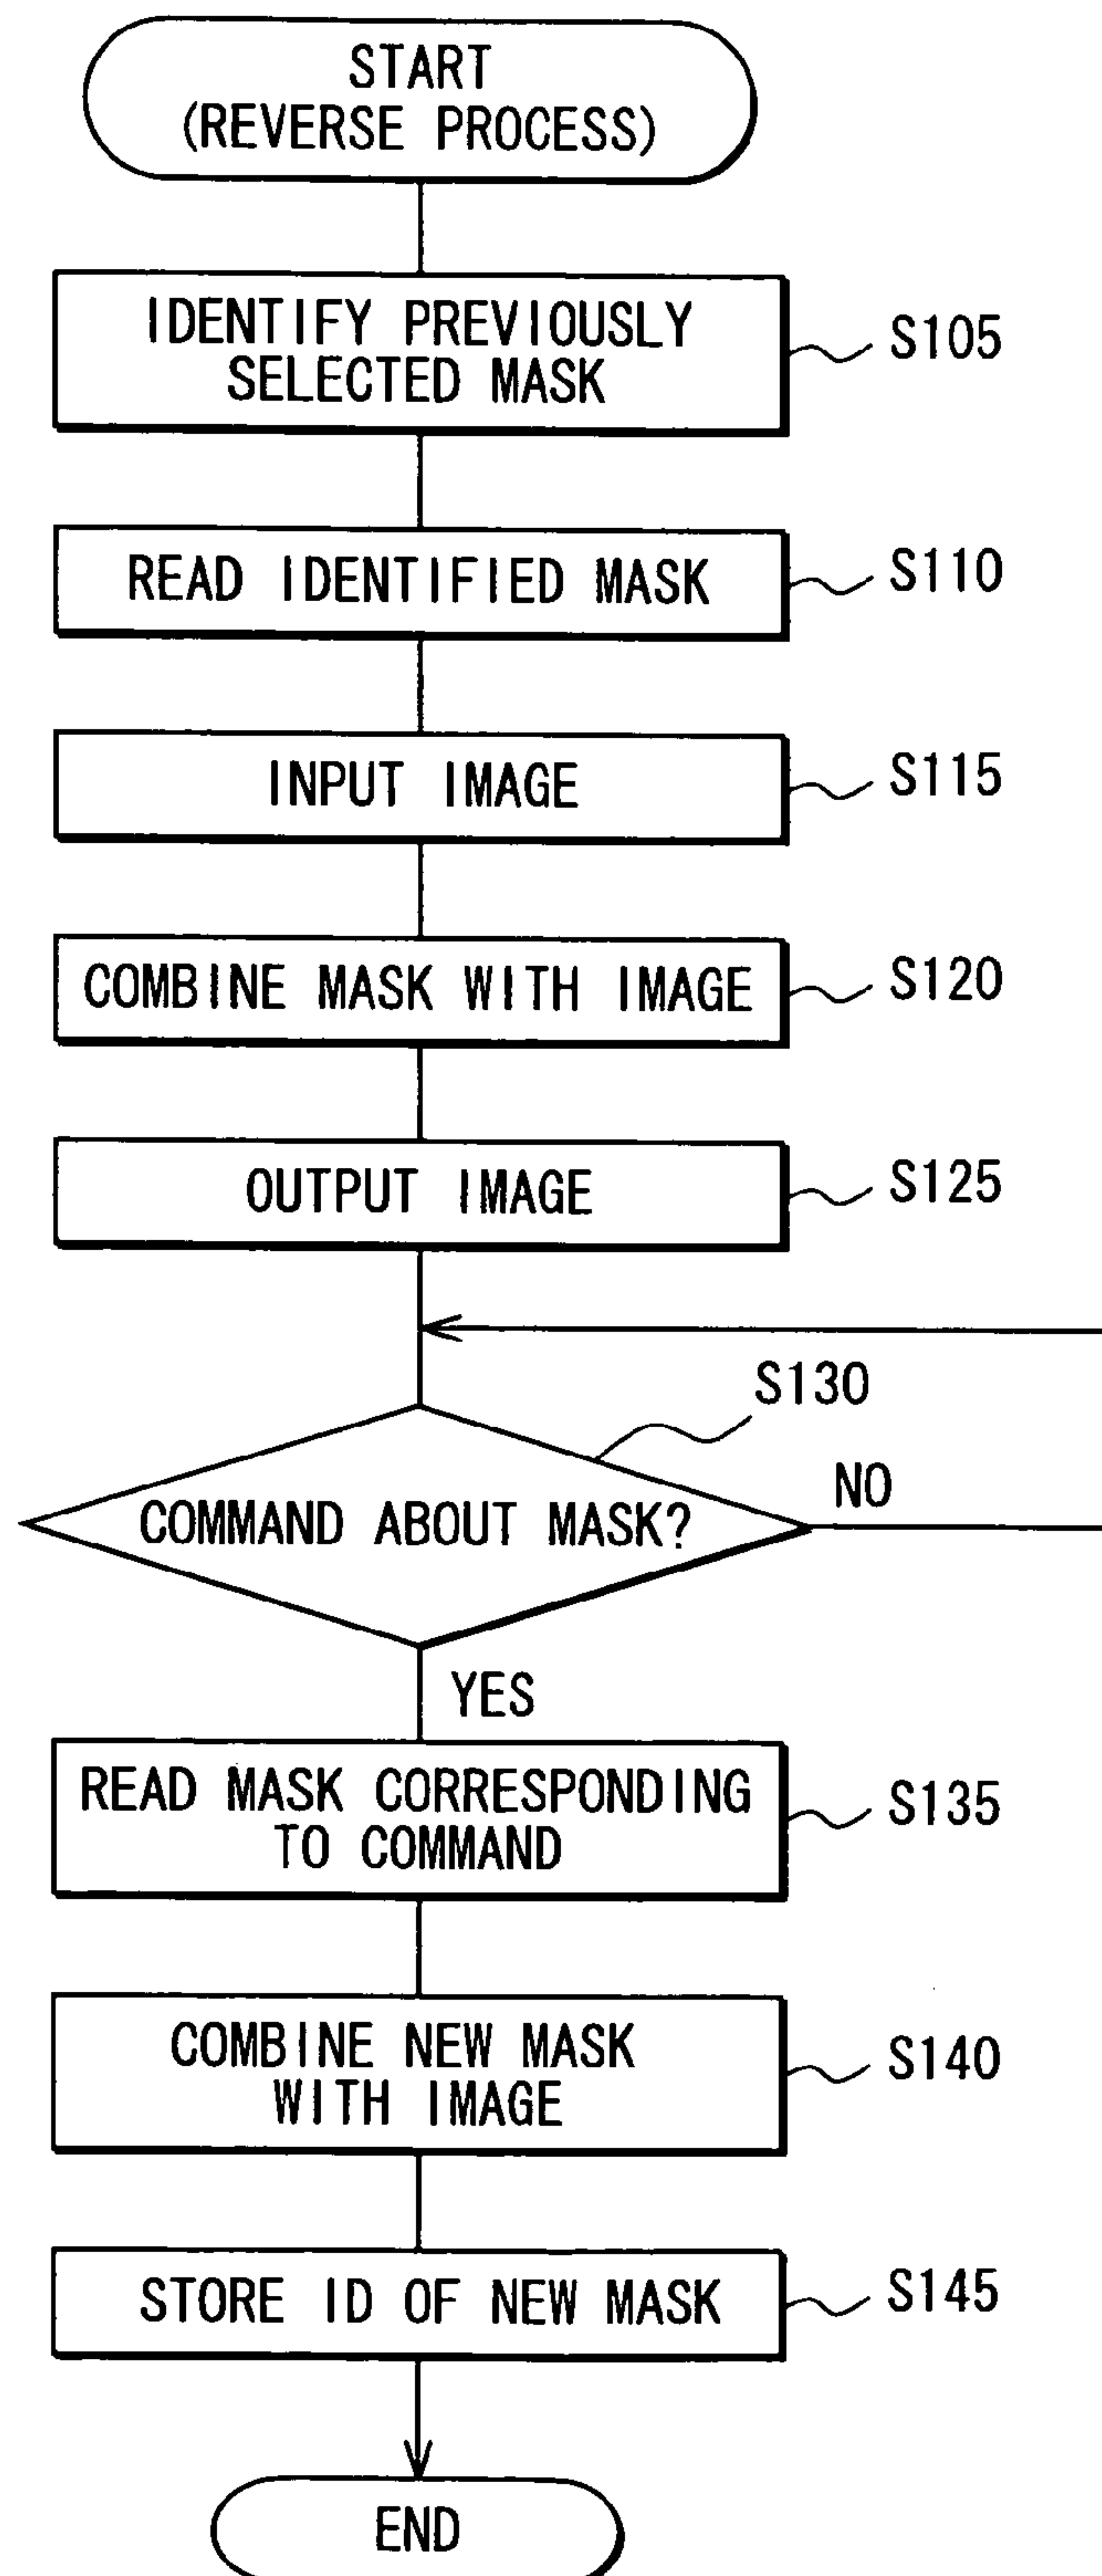 START
(REVERSE PROCESS)
IDENTIFY PREVIOUSLY
SELECTED MASK
S105
READ IDENTIFIED MASK
S110
INPUT IMAGE
S115
COMBINE MASK WITH IMAGE
S120
OUTPUT IMAGE
S125
S130
COMMAND ABOUT MASK?
NO
YES
READ MASK CORRESPONDING
TO COMMAND
S135
COMBINE NEW MASK
WITH IMAGE
S140
STORE ID OF NEW MASK
S145
END